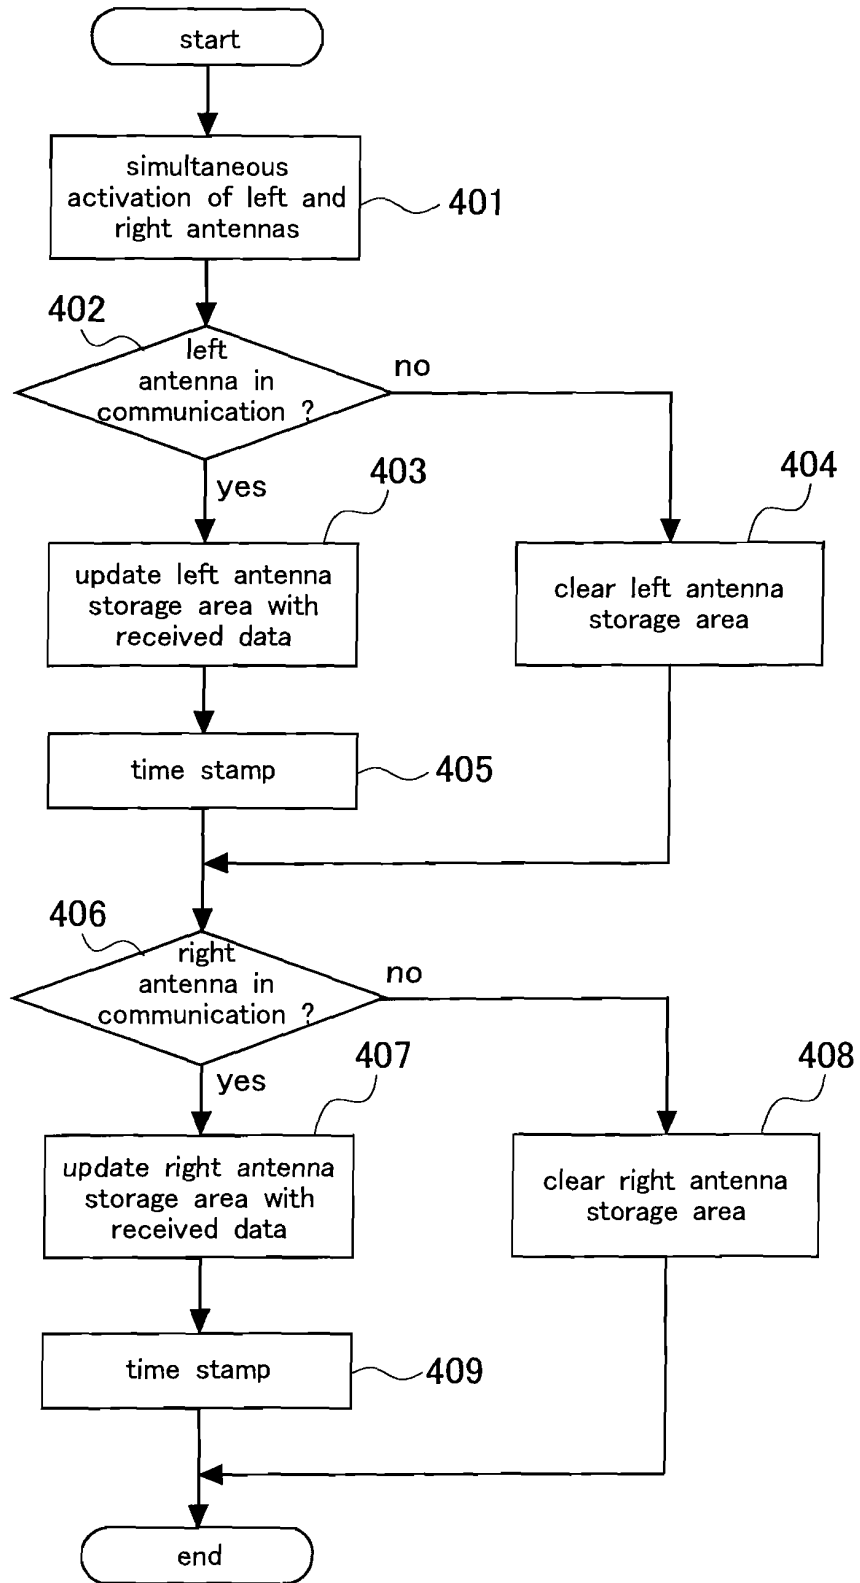 start
simultaneous
activation of left and
right antennas
401
402
left
antenna in
communication ?
no
yes
403
404
update left antenna
storage area with
received data
clear left antenna
storage area
time stamp
405
406
right
antenna in
communication ?
no
yes
407
408
update right antenna
storage area with
received data
clear right antenna
storage area
time stamp
409
end